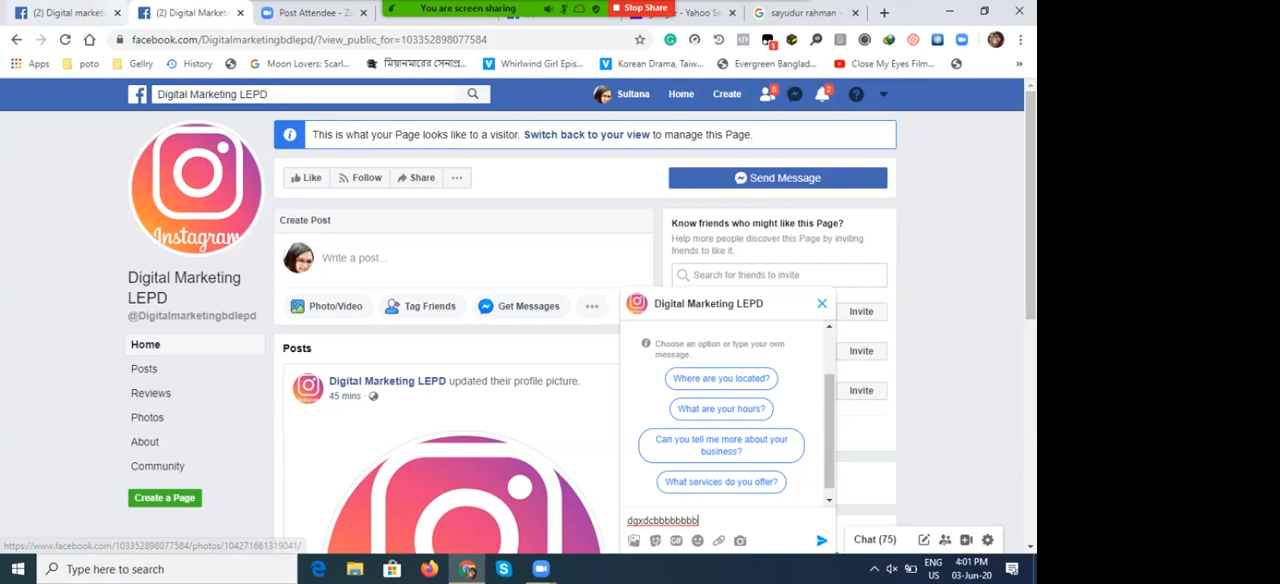 (2) Digital market
(2) Digital Marketi
Post Attendee - Z
You are screen sharing
Stop Share
- Yahoo Se
sayudur rahman -
facebook.com/Digitalmarketingbdlepd/?view_public_for=103352898077584
Apps
poto
Gellry
History
Moon Lovers: Scarl...
Whirlwind Girl Epis...
Korean Drama, Taiw...
Evergreen Banglad...
Close My Eyes Film...
»
Digital Marketing LEPD
Sultana
Home
Create
6
2
This is what your Page looks like to a visitor. Switch back to your view to manage this Page.
Instagram
Like
Follow
Share
Send Message
Create Post
Write a post...
Photo/Video
Tag Friends
Get Messages
Know friends who might like this Page?
Help more people discover this Page by inviting
friends to like it.
Search for friends to invite
Invite
Invite
Invite
Digital Marketing
LEPD
@Digitalmarketingbdlepd
Home
Posts
Reviews
Photos
About
Community
Create a Page
Posts
Digital Marketing LEPD updated their profile picture.
45 mins
Digital Marketing LEPD
Choose an option or type your own
message.
Where are you located?
What are your hours?
Can you tell me more about your
business?
What services do you offer?
dgxdcbbbbbbbb
GIF
Chat (75)
https://www.facebook.com/103352898077584/photos/104271661319041/
Type here to search
ENG
US
4:01 PM
03-Jun-20